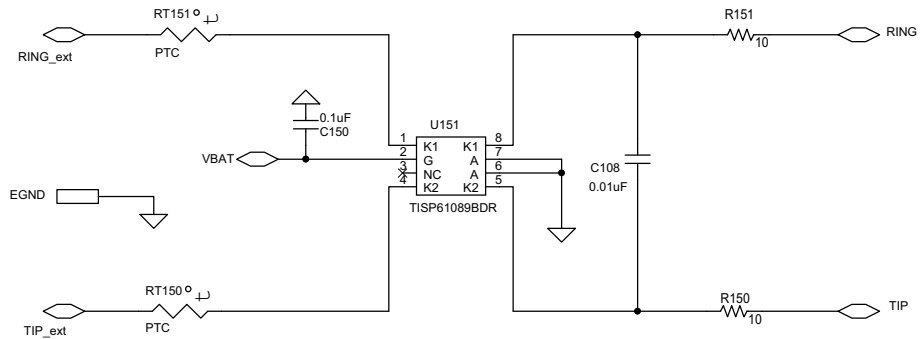 RT151
t
R151
RING_ext
PTC
10
RING
0.1uF
C150
U151
1
8
K1
K1
VBAT
2
7
G
A
3
6
NC
A
C108
4
5
K2
K2
0.01uF
EGND
TISP61089BDR
RT150
t
R150
TIP
TIP_ext
PTC
10